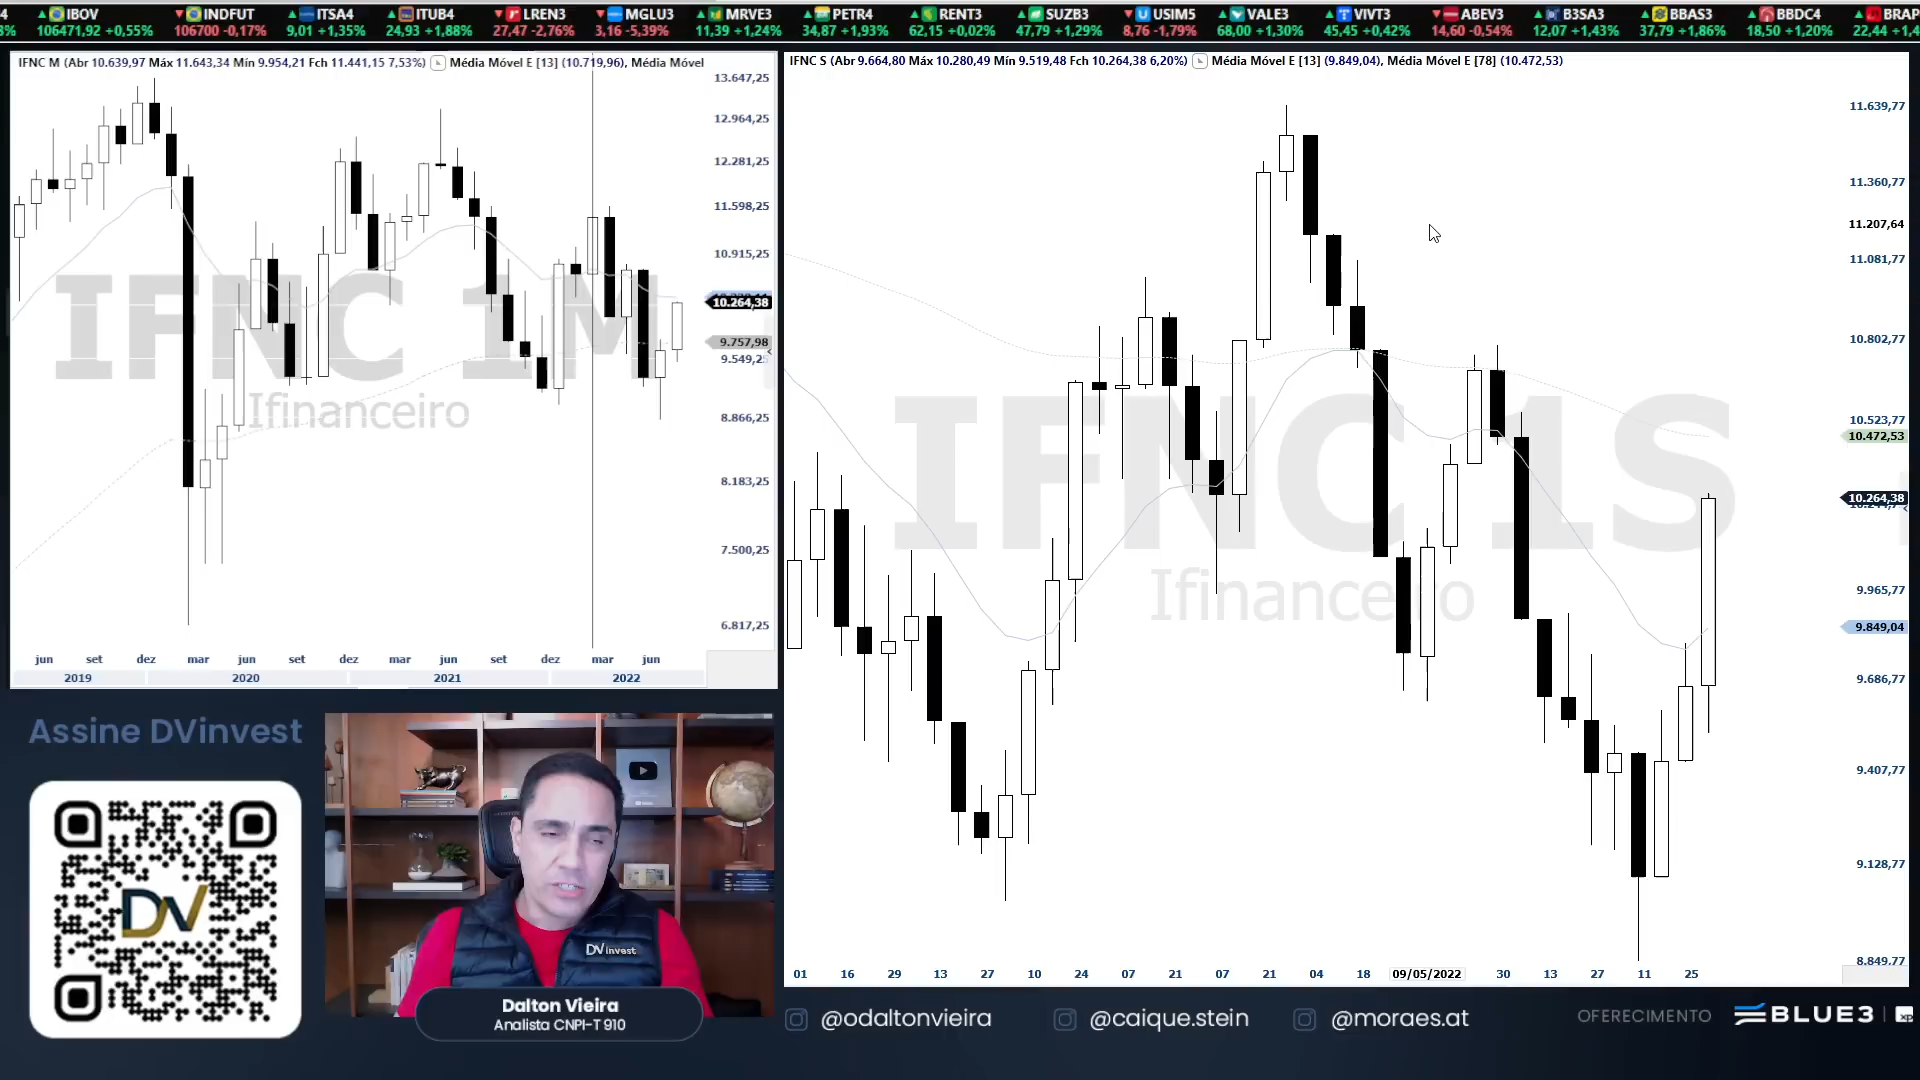 IBOV
106471,92 +0,55%
INDFUT
106700 -0,17%
ITSA4
9,01 +1,35%
ITUB4
24,93 +1,88%
LREN3
27,47 -2,76%
MGLU3
3,16 -5,39%
MRVE3
11,39 +1,24%
PETR4
34,87 +1,93%
RENT3
62,15 +0,02%
SUZB3
47,79 +1,29%
USIM5
8,76 -1,79%
VALE3
68,00 +1,30%
VIVT3
45,45 +0,42%
ABEV3
14,60 -0,54%
B3SA3
12,07 +1,43%
BBAS3
37,79 +1,86%
BBDC4
18,50 +1,20%
BRAP
22,44 +1,4
IFNC M (Abr 10.639,97 Máx 11.643,34 Mín 9.954,21 Fch 11.441,15 7,53%) Média Móvel E [13] (10.719,96), Média Móvel
13.647,25
12.964,25
12.281,25
11.598,25
10.915,25
10.264,38
9.757,98
9.549,25
8.866,25
8.183,25
7.500,25
6.817,25
IFNC 1M
Ifinanceiro
jun set dez mar jun set dez mar jun set dez mar jun
2019 2020 2021 2022
IFNC S (Abr 9.664,80 Máx 10.280,49 Mín 9.519,48 Fch 10.264,38 6,20%) Média Móvel E [13] (9.849,04), Média Móvel E [78] (10.472,53)
11.639,77
11.360,77
11.207,64
11.081,77
10.802,77
10.523,77
10.472,53
10.264,38
9.965,77
9.849,04
9.686,77
9.407,77
9.128,77
8.849,77
IFNC 1S
Ifinanceiro
01 16 29 13 27 10 24 07 21 07 21 04 18 09/05/2022 30 13 27 11 25
Assine DVinvest
DV
DVinvest
Dalton Vieira
Analista CNPI-T 910
@odaltonvieira
@caique.stein
@moraes.at
OFERECIMENTO
BLUE3
xp